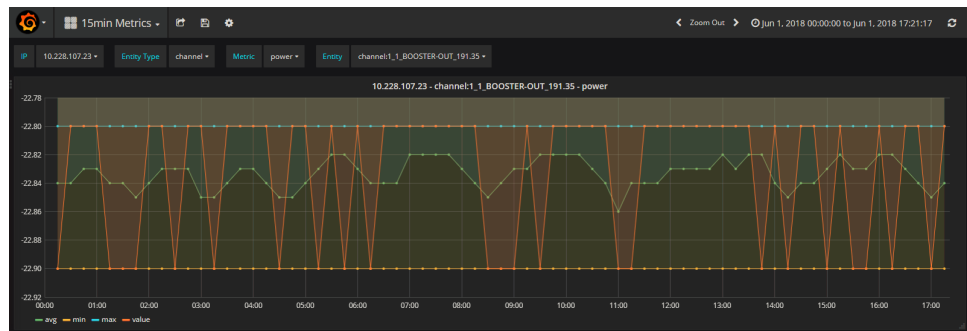 15min Metrics
Zoom Out
Jun 1, 2018 00:00:00 to Jun 1, 2018 17:21:17
IP 10.228.107.23 Entity Type channel Metric power Entity channel:1_1_BOOSTER-OUT_191.35
10.228.107.23 - channel:1_1_BOOSTER-OUT_191.35 - power
-22.78
-22.80
-22.82
-22.84
-22.86
-22.88
-22.90
-22.92
00:00 01:00 02:00 03:00 04:00 05:00 06:00 07:00 08:00 09:00 10:00 11:00 12:00 13:00 14:00 15:00 16:00 17:00
avg min max value